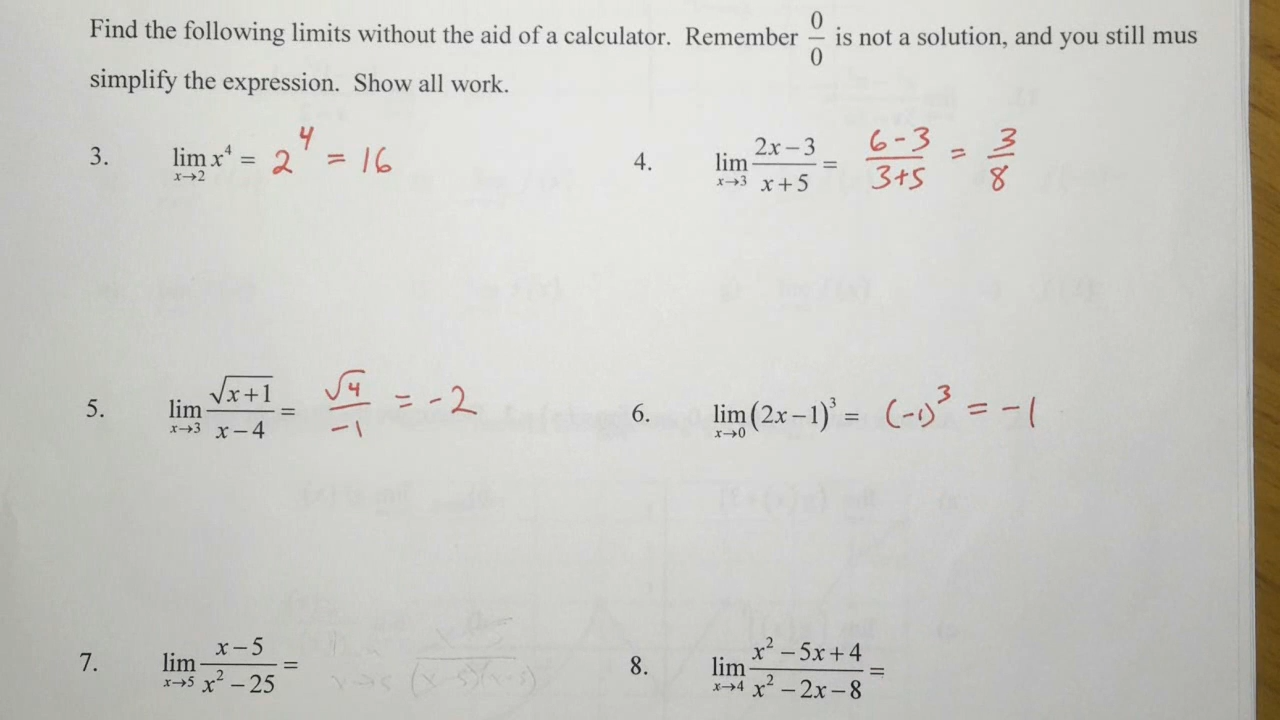 Find the following limits without the aid of a calculator. Remember 0/0 is not a solution, and you still mus
simplify the expression. Show all work.
3. lim x→2 x⁴ = 2⁴ = 16
4. lim x→3 (2x−3)/(x+5) = (6−3)/(3+5) = 3/8
5. lim x→3 √(x+1)/(x−4) = √4/−1 = −2
6. lim x→0 (2x−1)³ = (−1)³ = −1
7. lim x→5 (x−5)/(x²−25) =
8. lim x→4 (x²−5x+4)/(x²−2x−8) =